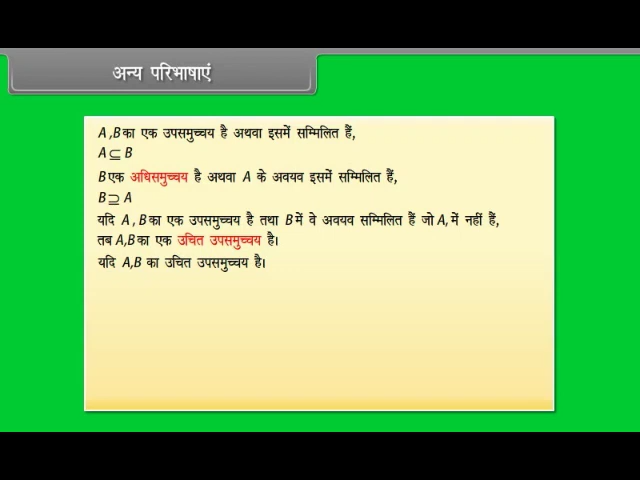 अन्य परिभाषाएं
A ,B का एक उपसमुच्चय है अथवा इसमें सम्मिलित हैं,
A ⊆ B
B एक अधिसमुच्चय है अथवा A के अवयव इसमें सम्मिलित हैं,
B ⊇ A
यदि A , B का एक उपसमुच्चय है तथा B में वे अवयव सम्मिलित हैं जो A, में नहीं हैं,
तब A,B का एक उचित उपसमुच्चय है।
यदि A,B का उचित उपसमुच्चय है।